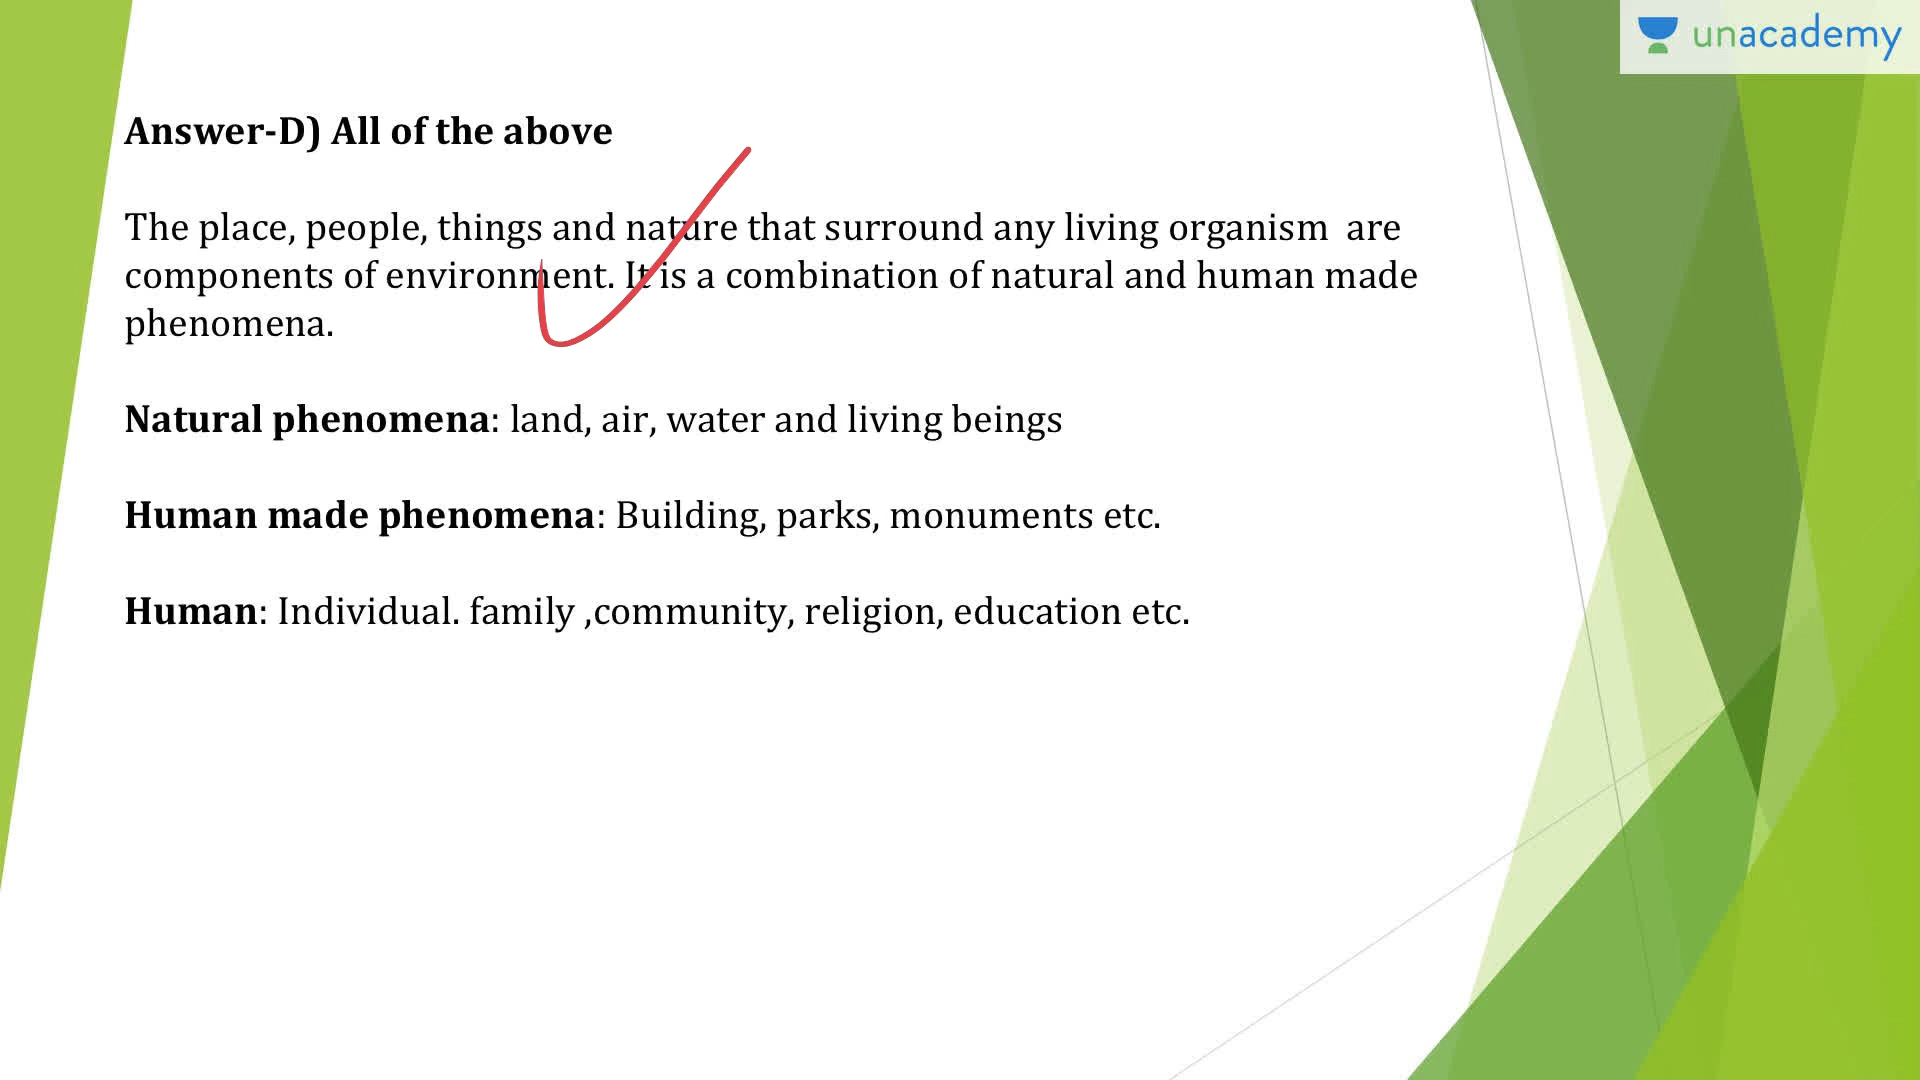 unacademy
Answer-D) All of the above
The place, people, things and nature that surround any living organism  are
components of environment. It is a combination of natural and human made
phenomena.
Natural phenomena: land, air, water and living beings
Human made phenomena: Building, parks, monuments etc.
Human: Individual. family ,community, religion, education etc.